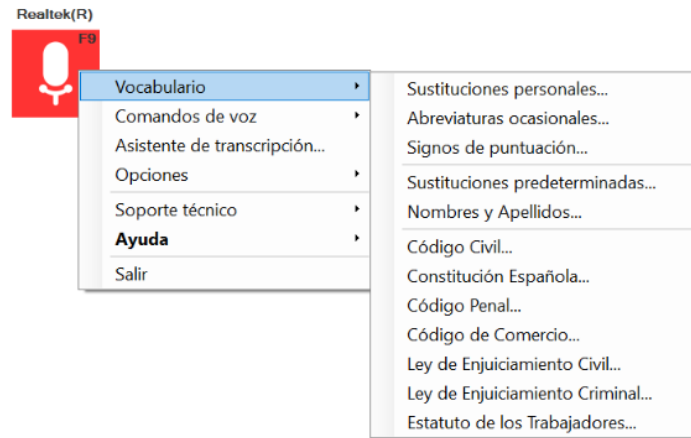 Realtek(R)
F9
Vocabulario
Comandos de voz
Asistente de transcripción...
Opciones
Soporte técnico
Ayuda
Salir
Sustituciones personales...
Abreviaturas ocasionales...
Signos de puntuación...
Sustituciones predeterminadas...
Nombres y Apellidos...
Código Civil...
Constitución Española...
Código Penal...
Código de Comercio...
Ley de Enjuiciamiento Civil...
Ley de Enjuiciamiento Criminal...
Estatuto de los Trabajadores...